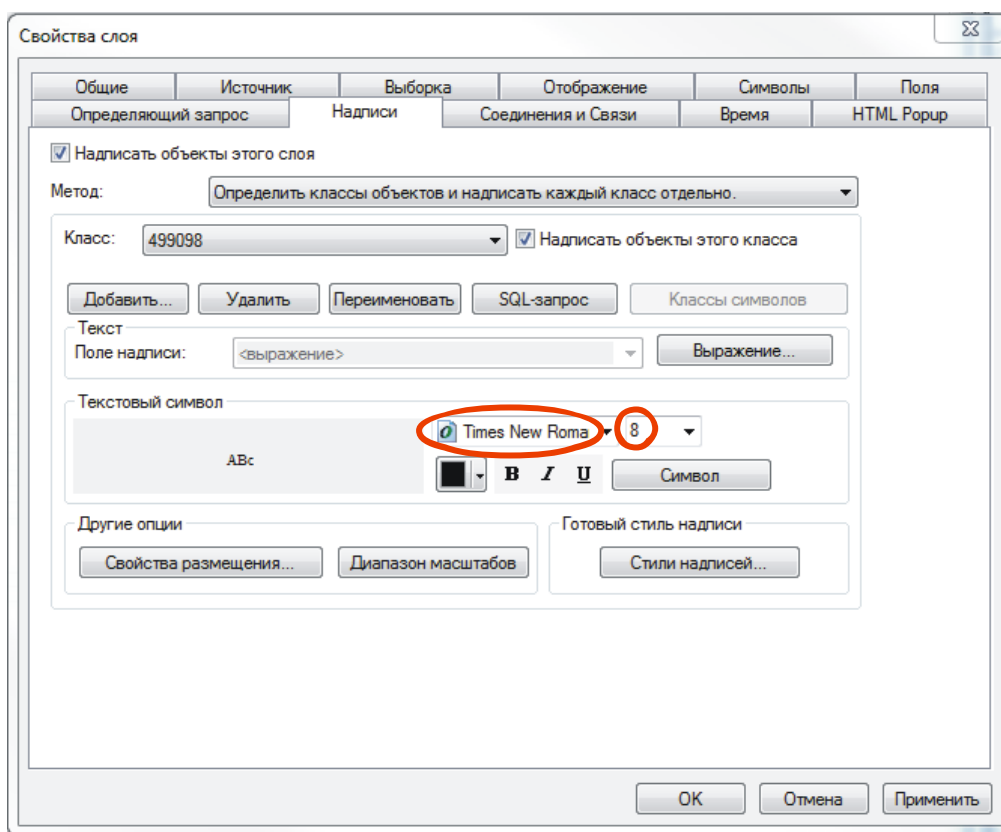 Свойства слоя
Общие Источник Выборка Отображение Символы Поля
Определяющий запрос Надписи Соединения и Связи Время HTML Popup
Надписать объекты этого слоя
Метод: Определить классы объектов и надписать каждый класс отдельно.
Класс: 499098 Надписать объекты этого класса
Добавить... Удалить Переименовать SQL-запрос Классы символов
Текст
Поле надписи: <выражение> Выражение...
Текстовый символ
Times New Roma 8
ABc
B I U Символ
Другие опции Готовый стиль надписи
Свойства размещения... Диапазон масштабов Стили надписей...
OK Отмена Применить